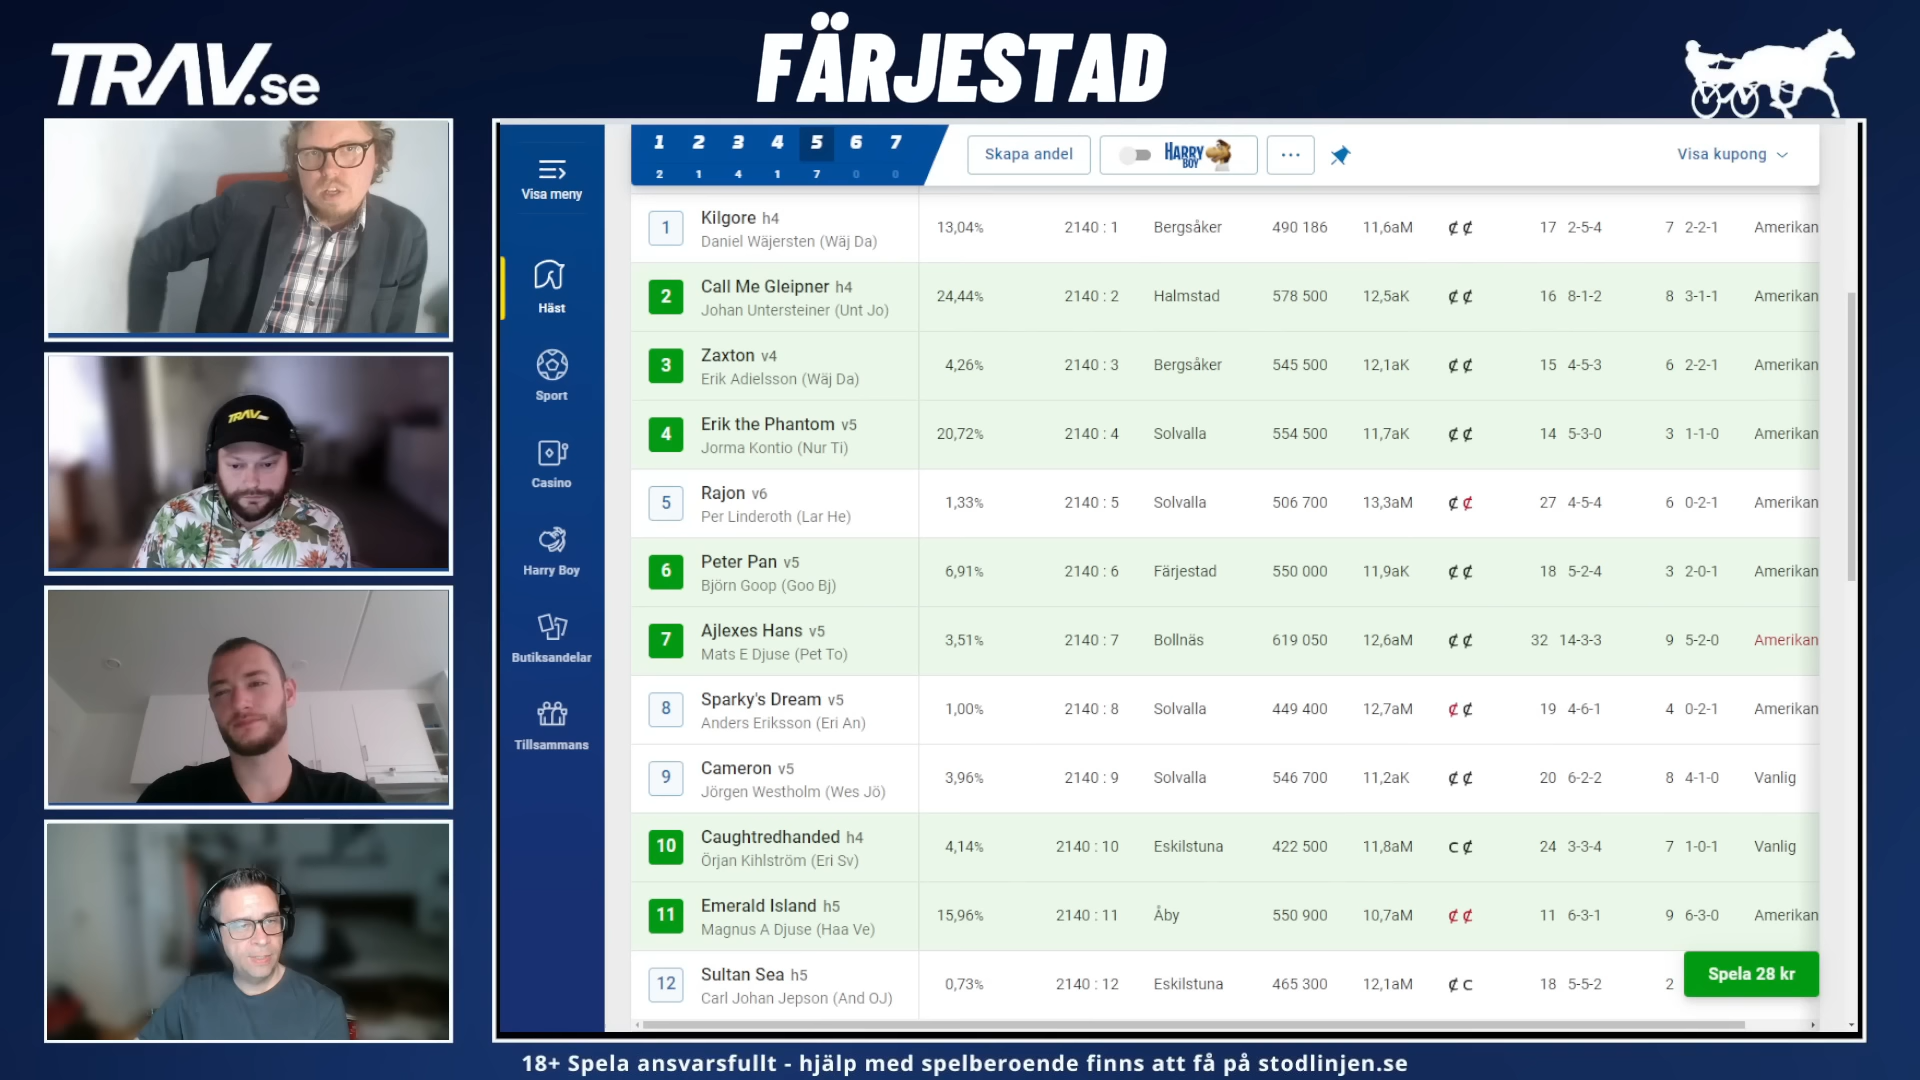 TRAV.se
FÄRJESTAD
TRAV.se
Visa meny
Häst
Sport
Casino
Harry Boy
Butiksandelar
Tillsammans
1 2 3 4 5 6 7
2 1 4 1 7 0 0
Skapa andel
HARRY BOY
...
Visa kupong
1 Kilgore h4 13,04% 2140 : 1 Bergsåker 490 186 11,6aM ₵ ₵ 17 2-5-4 7 2-2-1 Amerikan
Daniel Wäjersten (Wäj Da)
2 Call Me Gleipner h4 24,44% 2140 : 2 Halmstad 578 500 12,5aK ₵ ₵ 16 8-1-2 8 3-1-1 Amerikan
Johan Untersteiner (Unt Jo)
3 Zaxton v4 4,26% 2140 : 3 Bergsåker 545 500 12,1aK ₵ ₵ 15 4-5-3 6 2-2-1 Amerikan
Erik Adielsson (Wäj Da)
4 Erik the Phantom v5 20,72% 2140 : 4 Solvalla 554 500 11,7aK ₵ ₵ 14 5-3-0 3 1-1-0 Amerikan
Jorma Kontio (Nur Ti)
5 Rajon v6 1,33% 2140 : 5 Solvalla 506 700 13,3aM ₵ ₵ 27 4-5-4 6 0-2-1 Amerikan
Per Linderoth (Lar He)
6 Peter Pan v5 6,91% 2140 : 6 Färjestad 550 000 11,9aK ₵ ₵ 18 5-2-4 3 2-0-1 Amerikan
Björn Goop (Goo Bj)
7 Ajlexes Hans v5 3,51% 2140 : 7 Bollnäs 619 050 12,6aM ₵ ₵ 32 14-3-3 9 5-2-0 Amerikan
Mats E Djuse (Pet To)
8 Sparky's Dream v5 1,00% 2140 : 8 Solvalla 449 400 12,7aM ₵ ₵ 19 4-6-1 4 0-2-1 Amerikan
Anders Eriksson (Eri An)
9 Cameron v5 3,96% 2140 : 9 Solvalla 546 700 11,2aK ₵ ₵ 20 6-2-2 8 4-1-0 Vanlig
Jörgen Westholm (Wes Jö)
10 Caughtredhanded h4 4,14% 2140 : 10 Eskilstuna 422 500 11,8aM C ₵ 24 3-3-4 7 1-0-1 Vanlig
Örjan Kihlström (Eri Sv)
11 Emerald Island h5 15,96% 2140 : 11 Åby 550 900 10,7aM ₵ ₵ 11 6-3-1 9 6-3-0 Amerikan
Magnus A Djuse (Haa Ve)
12 Sultan Sea h5 0,73% 2140 : 12 Eskilstuna 465 300 12,1aM ₵ C 18 5-5-2 2
Carl Johan Jepson (And OJ)
Spela 28 kr
18+ Spela ansvarsfullt - hjälp med spelberoende finns att få på stodlinjen.se